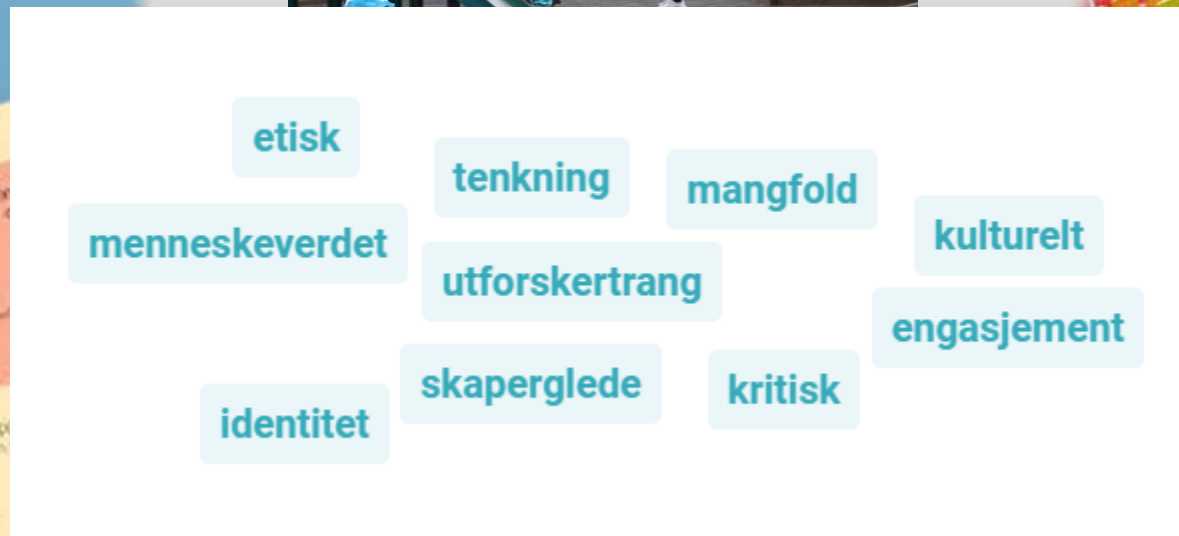 etisk
tenkning
mangfold
menneskeverdet
kulturelt
utforskertrang
engasjement
skaperglede
kritisk
identitet